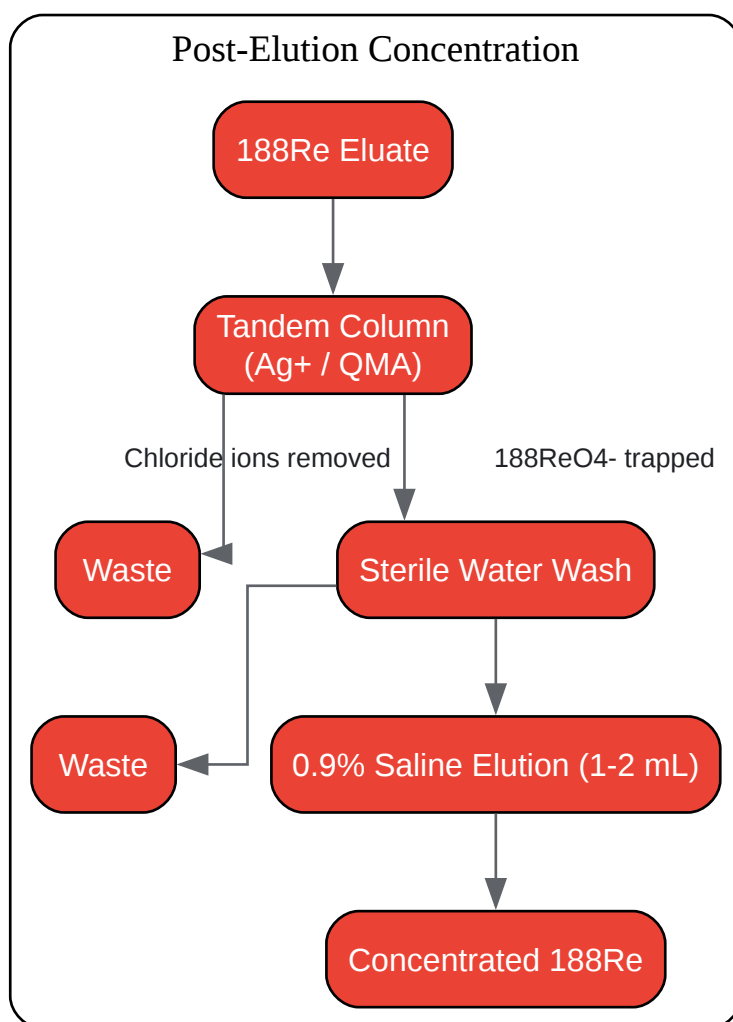 Post-Elution Concentration
188Re Eluate
Tandem Column
(Ag+ / QMA)
Chloride ions removed
188ReO4- trapped
Waste
Sterile Water Wash
Waste
0.9% Saline Elution (1-2 mL)
Concentrated 188Re